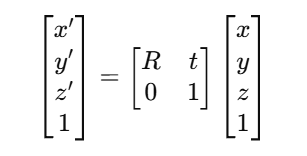 [x′ y′ z′ 1] = [R t 0 1] [x y z 1]